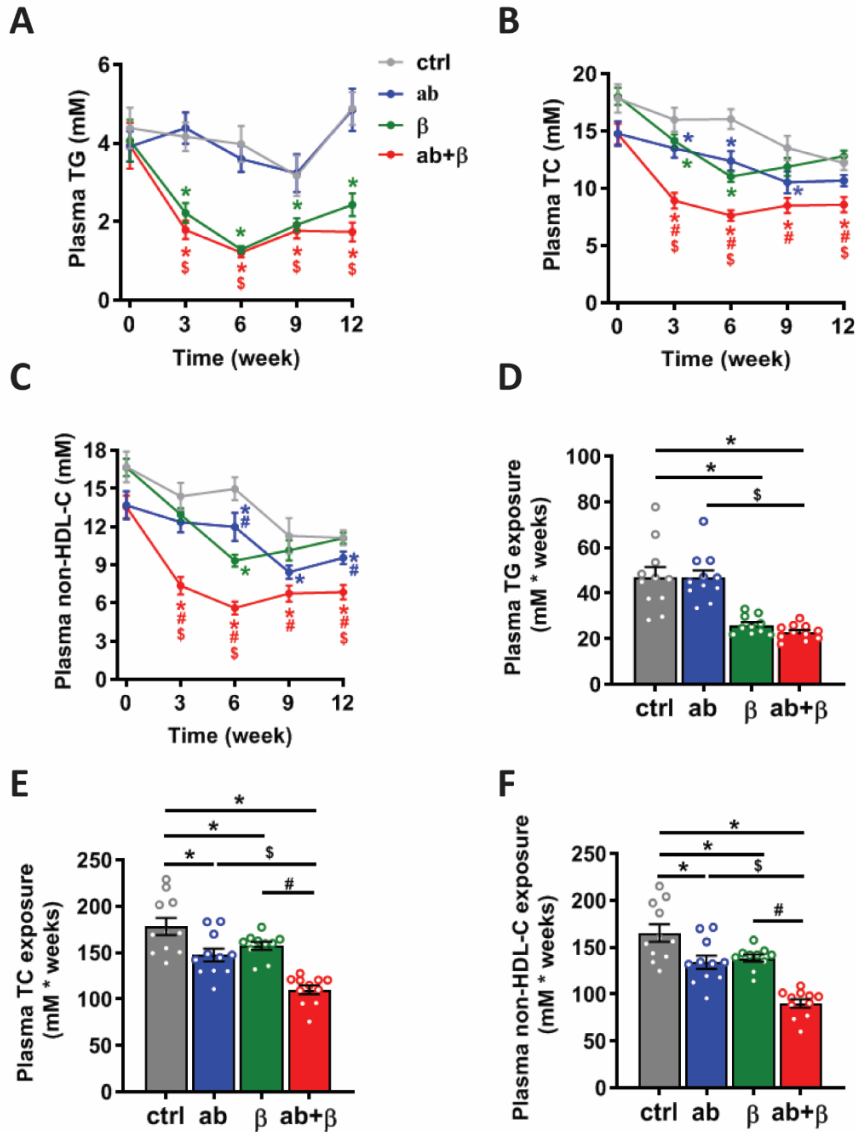 A
Plasma TG (mM)
6
4
2
0
0 3 6 9 12
Time (week)
* * * *
* * * *
$ $ $ $
ctrl
ab
β
ab+β
B
Plasma TC (mM)
20
15
10
5
0
0 3 6 9 12
Time (week)
* * *
* *
* * * *
# # # #
$ $ $
C
Plasma non-HDL-C (mM)
18
15
12
9
6
3
0
0 3 6 9 12
Time (week)
*
#
*
*
*
#
* * * *
# # # #
$ $ $
D
Plasma TG exposure
(mM * weeks)
100
80
60
40
20
0
*
*
$
ctrl ab β ab+β
E
Plasma TC exposure
(mM * weeks)
250
200
150
100
50
0
*
*
* $
#
ctrl ab β ab+β
F
Plasma non-HDL-C exposure
(mM * weeks)
250
200
150
100
50
0
*
*
* $
#
ctrl ab β ab+β